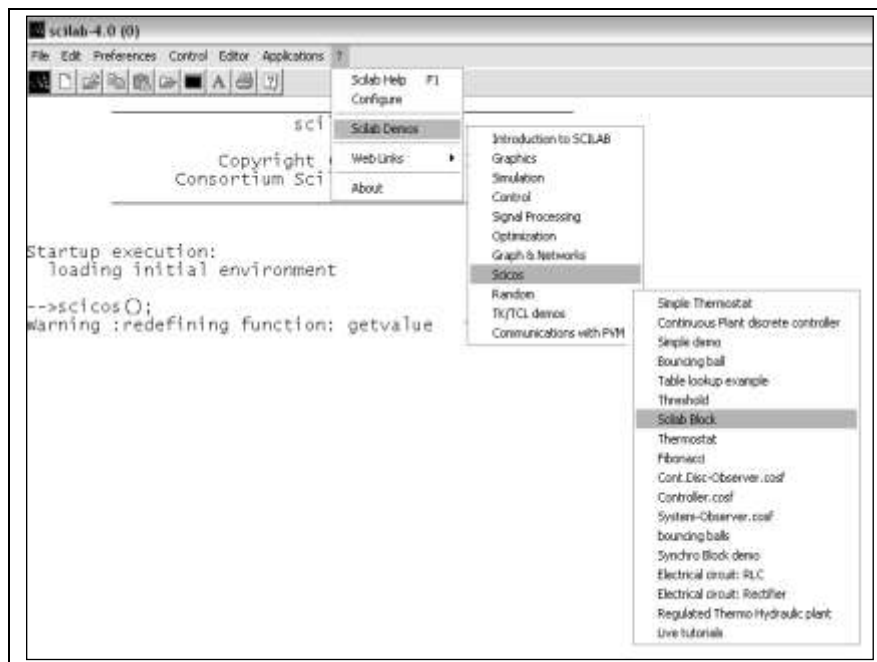 scilab-4.0 (0)
File Edit Preferences Control Editor Applications ?
Scilab Help F1
Configure
Scilab Demos
Web Links
About
sci
Copyright
Consortium Sci
Startup execution:
loading initial environment
-->scicos();
Warning :redefining function: getvalue
Introduction to SCILAB
Graphics
Simulation
Control
Signal Processing
Optimization
Graph & Networks
Scicos
Random
TK/TCL demos
Communications with PVM
Simple Thermostat
Continuous Plant discrete controller
Simple demo
Bouncing ball
Table lookup example
Threshold
Scilab Block
Thermostat
Fibonacci
Cont.Disc-Observer.cosf
Controller.cosf
System-Observer.cosf
bouncing balls
Synchro Block demo
Electrical circuit: RLC
Electrical circuit: Rectifier
Regulated Thermo Hydraulic plant
Live tutorials